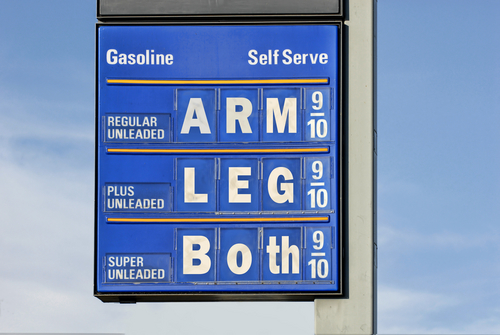 Gasoline Self Serve
REGULAR UNLEADED ARM 9/10
PLUS UNLEADED LEG 9/10
SUPER UNLEADED Both 9/10